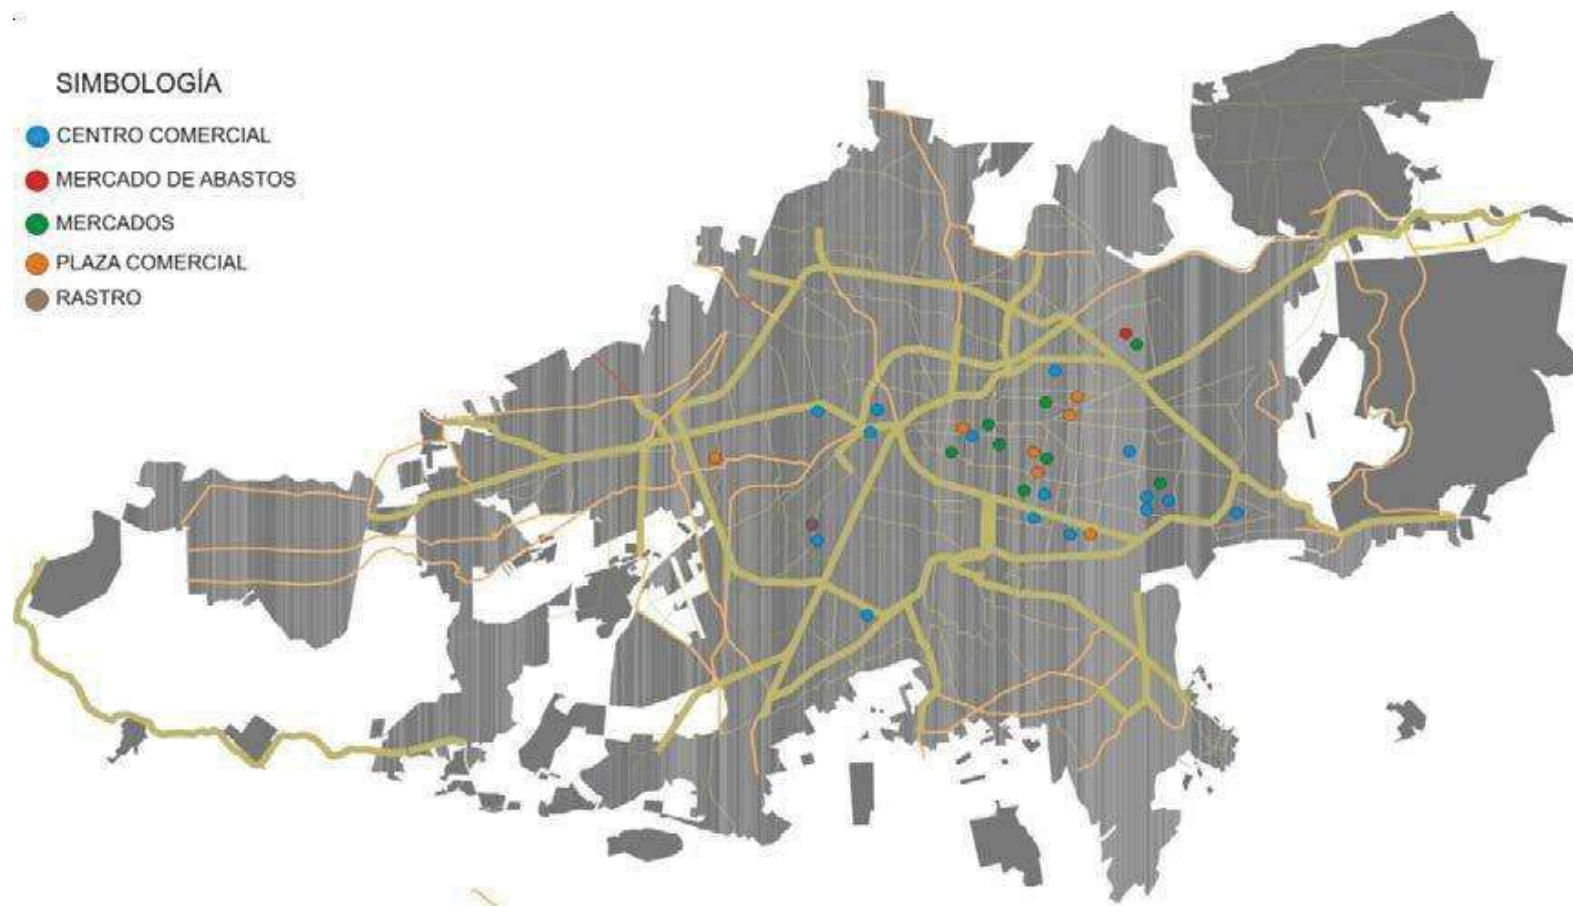 SIMBOLOGÍA
CENTRO COMERCIAL
MERCADO DE ABASTOS
MERCADOS
PLAZA COMERCIAL
RASTRO